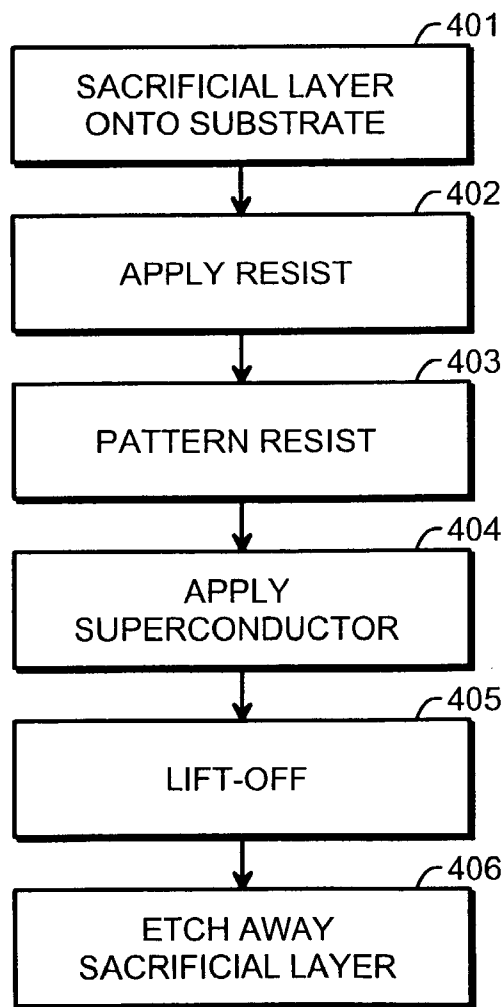 401
SACRIFICIAL LAYER
ONTO SUBSTRATE
402
APPLY RESIST
403
PATTERN RESIST
404
APPLY
SUPERCONDUCTOR
405
LIFT-OFF
406
ETCH AWAY
SACRIFICIAL LAYER